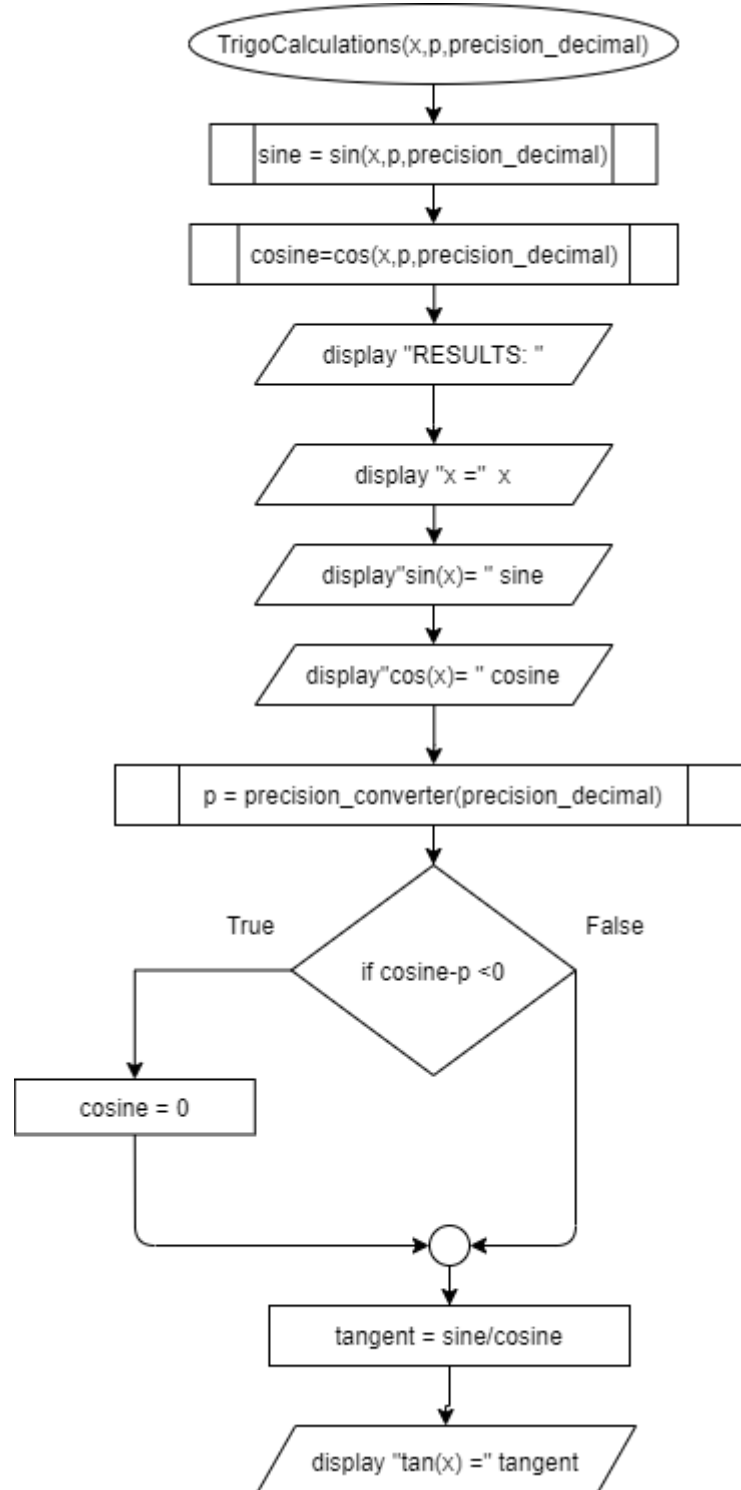 TrigoCalculations(x,p,precision_decimal)
sine = sin(x,p,precision_decimal)
cosine=cos(x,p,precision_decimal)
display "RESULTS: "
display "x =" x
display"sin(x)= " sine
display"cos(x)= " cosine
p = precision_converter(precision_decimal)
True
False
if cosine-p <0
cosine = 0
tangent = sine/cosine
display "tan(x) =" tangent